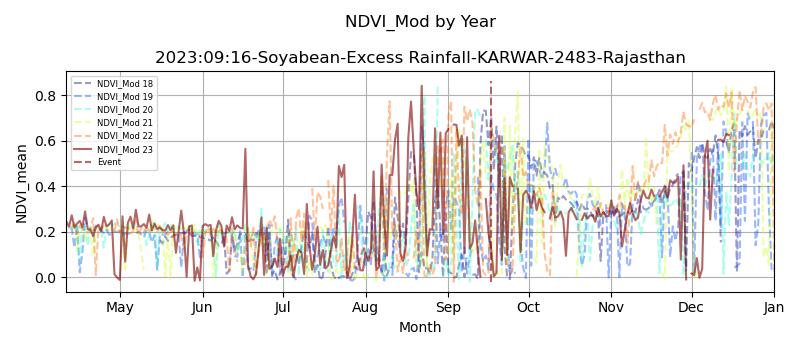 NDVI_Mod by Year
2023:09:16-Soyabean-Excess Rainfall-KARWAR-2483-Rajasthan
NDVI_mean
0.8
0.6
0.4
0.2
0.0
NDVI_Mod 18
NDVI_Mod 19
NDVI_Mod 20
NDVI_Mod 21
NDVI_Mod 22
NDVI_Mod 23
Event
May Jun Jul Aug Sep Oct Nov Dec Jan
Month